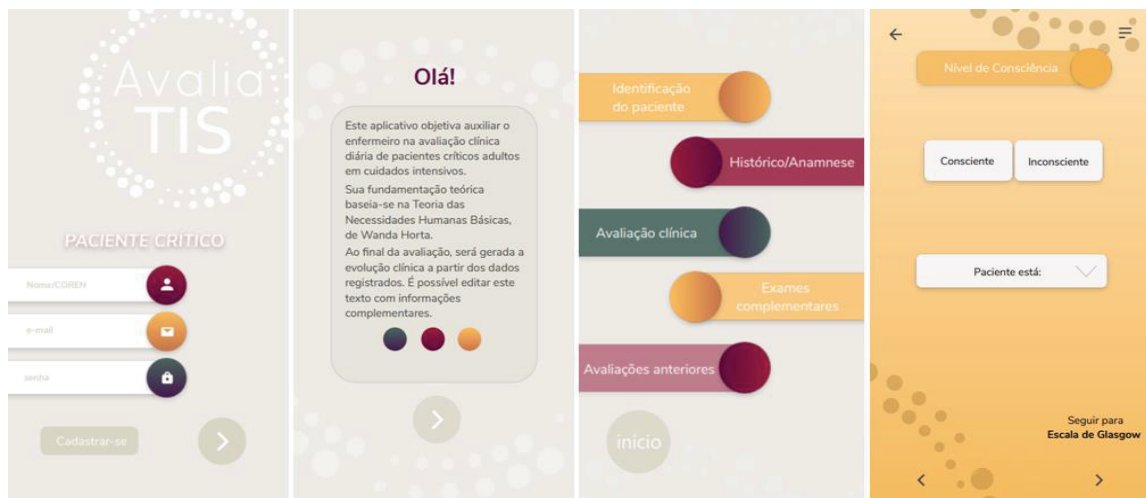 Avalia
TIS
PACIENTE CRÍTICO
Nome/COREN
e-mail
senha
Cadastrar-se
Olá!
Este aplicativo objetiva auxiliar o
enfermeiro na avaliação clínica
diária de pacientes críticos adultos
em cuidados intensivos.
Sua fundamentação teórica
baseia-se na Teoria das
Necessidades Humanas Básicas,
de Wanda Horta.
Ao final da avaliação, será gerada a
evolução clínica a partir dos dados
registrados. É possível editar este
texto com informações
complementares.
Identificação
do paciente
Histórico/Anamnese
Avaliação clínica
Exames
complementares
Avaliações anteriores
início
Nível de Consciência
Consciente
Inconsciente
Paciente está:
Seguir para
Escala de Glasgow